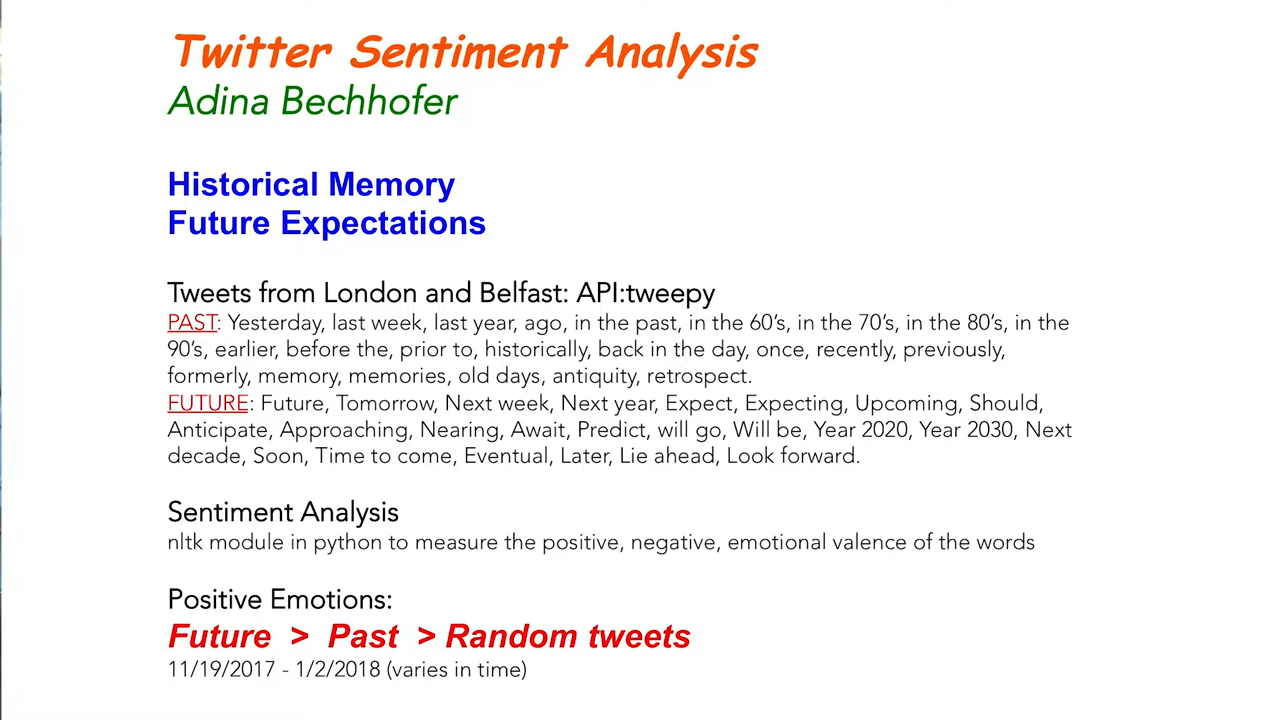 Twitter Sentiment Analysis
Adina Bechhofer
Historical Memory
Future Expectations
Tweets from London and Belfast: API:tweepy
PAST: Yesterday, last week, last year, ago, in the past, in the 60’s, in the 70’s, in the 80’s, in the
90’s, earlier, before the, prior to, historically, back in the day, once, recently, previously,
formerly, memory, memories, old days, antiquity, retrospect.
FUTURE: Future, Tomorrow, Next week, Next year, Expect, Expecting, Upcoming, Should,
Anticipate, Approaching, Nearing, Await, Predict, will go, Will be, Year 2020, Year 2030, Next
decade, Soon, Time to come, Eventual, Later, Lie ahead, Look forward.
Sentiment Analysis
nltk module in python to measure the positive, negative, emotional valence of the words
Positive Emotions:
Future > Past > Random tweets
11/19/2017 - 1/2/2018 (varies in time)